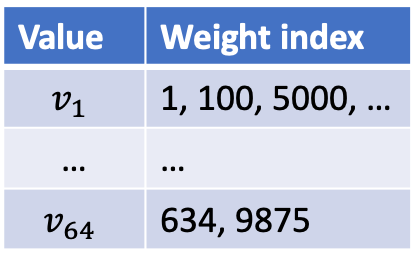 Value Weight index
v₁ 1, 100, 5000, ...
... ...
v₆₄ 634, 9875